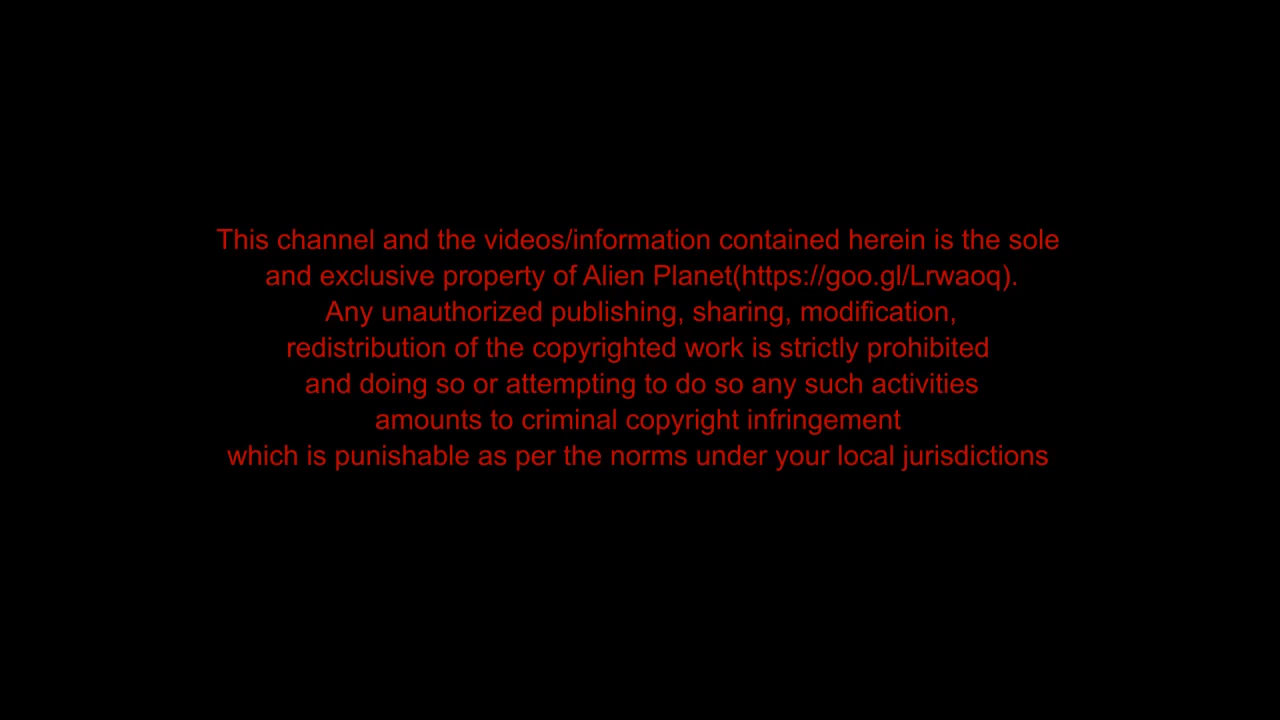 This channel and the videos/information contained herein is the sole
and exclusive property of Alien Planet(https://goo.gl/Lrwaoq).
Any unauthorized publishing, sharing, modification,
redistribution of the copyrighted work is strictly prohibited
and doing so or attempting to do so any such activities
amounts to criminal copyright infringement
which is punishable as per the norms under your local jurisdictions